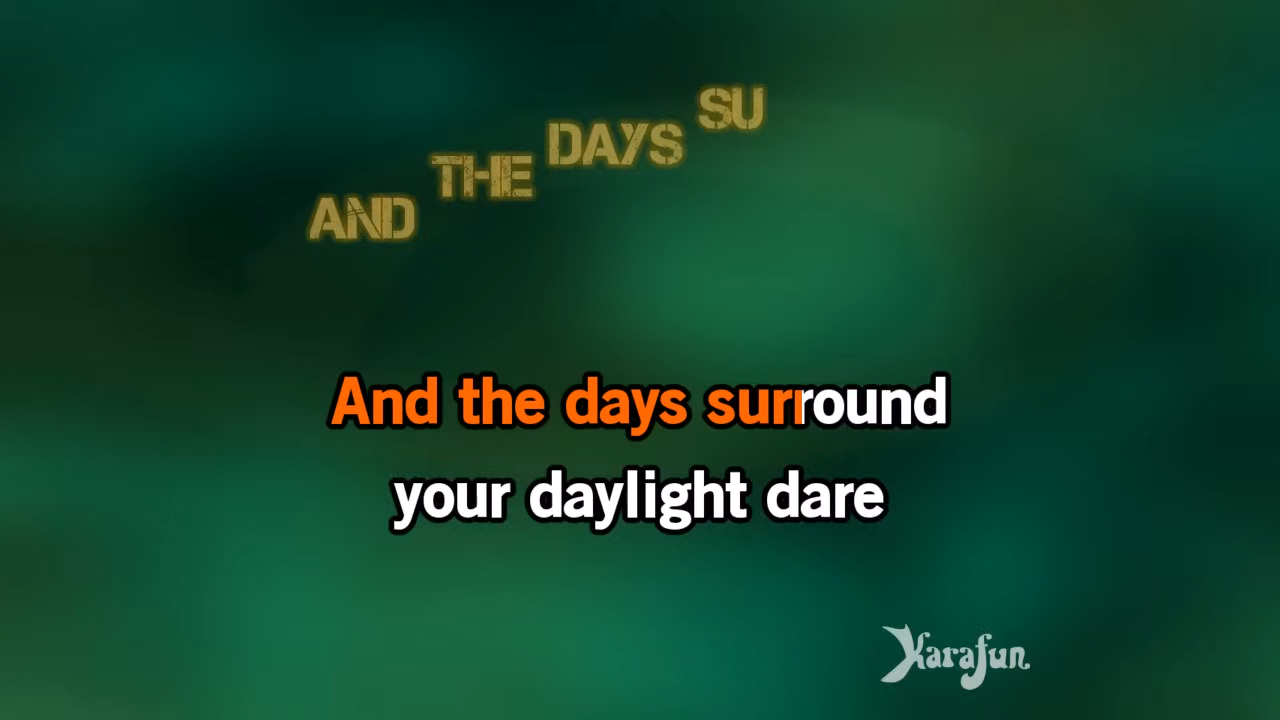 AND THE DAYS SU
And the days surround
your daylight dare
Karafun